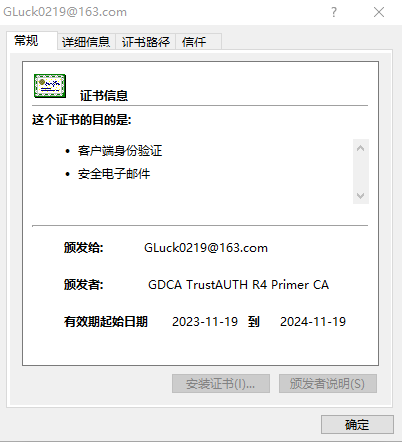 GLuck0219@163.com
常规 详细信息 证书路径 信任
证书信息
这个证书的目的是:
• 客户端身份验证
• 安全电子邮件
颁发给: GLuck0219@163.com
颁发者: GDCA TrustAUTH R4 Primer CA
有效期起始日期 2023-11-19 到 2024-11-19
安装证书(I)... 颁发者说明(S)
确定